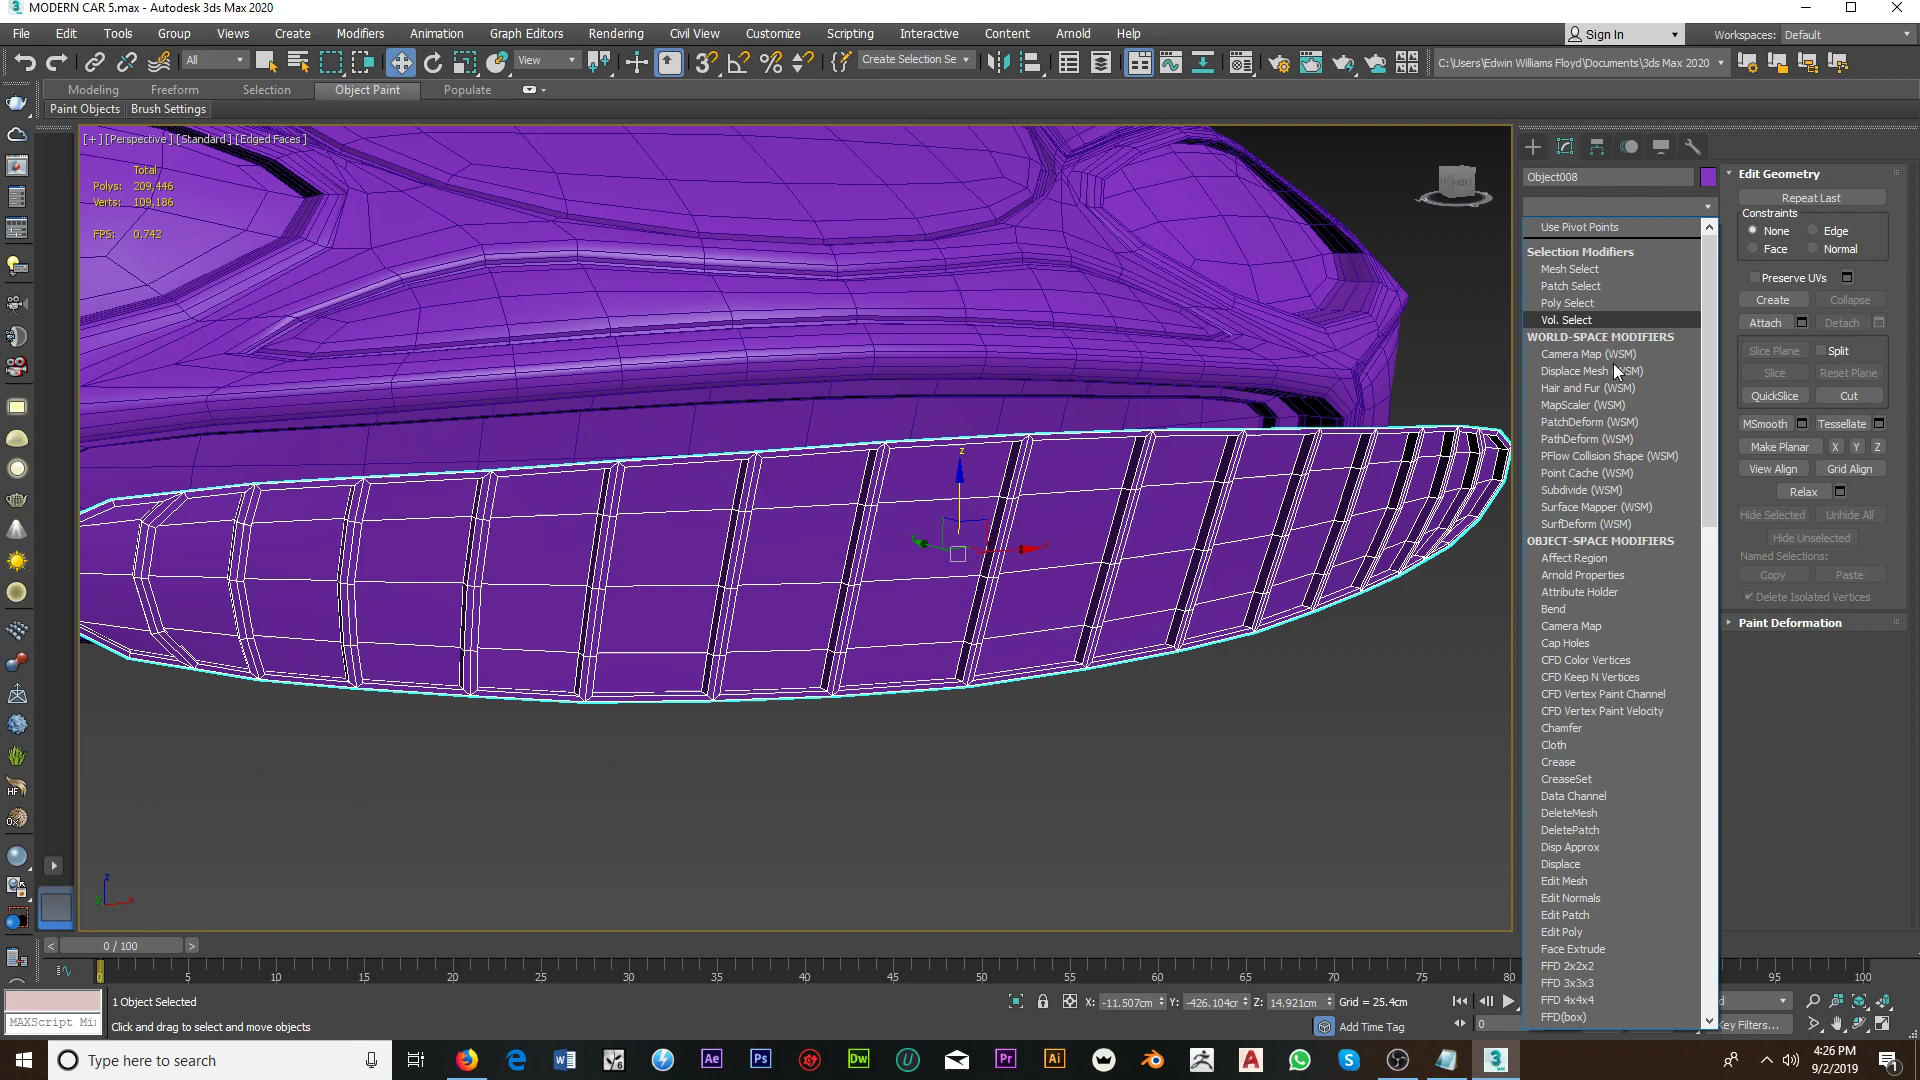 MODERN CAR 5.max - Autodesk 3ds Max 2020
File Edit Tools Group Views Create Modifiers Animation Graph Editors Rendering Civil View Customize Scripting Interactive Content Arnold Help
Sign In
Workspaces: Default
All
View
Create Selection Se
C:\Users\Edwin Williams Floyd\Documents\3ds Max 2020
Modeling Freeform Selection Object Paint Populate
Paint Objects Brush Settings
[+] [Perspective] [Standard] [Edged Faces]
Total
Polys: 209,446
Verts: 109,186
FPS: 0.742
FRONT
z
x
z
x
Object008
Use Pivot Points
Selection Modifiers
Mesh Select
Patch Select
Poly Select
Vol. Select
WORLD-SPACE MODIFIERS
Camera Map (WSM)
Displace Mesh (WSM)
Hair and Fur (WSM)
MapScaler (WSM)
PatchDeform (WSM)
PathDeform (WSM)
PFlow Collision Shape (WSM)
Point Cache (WSM)
Subdivide (WSM)
Surface Mapper (WSM)
SurfDeform (WSM)
OBJECT-SPACE MODIFIERS
Affect Region
Arnold Properties
Attribute Holder
Bend
Camera Map
Cap Holes
CFD Color Vertices
CFD Keep N Vertices
CFD Vertex Paint Channel
CFD Vertex Paint Velocity
Chamfer
Cloth
Crease
CreaseSet
Data Channel
DeleteMesh
DeletePatch
Disp Approx
Displace
Edit Mesh
Edit Normals
Edit Patch
Edit Poly
Face Extrude
FFD 2x2x2
FFD 3x3x3
FFD 4x4x4
FFD(box)
Edit Geometry
Repeat Last
Constraints
None Edge
Face Normal
Preserve UVs
Create Collapse
Attach Detach
Slice Plane Split
Slice Reset Plane
QuickSlice Cut
MSmooth Tessellate
Make Planar X Y Z
View Align Grid Align
Relax
Hide Selected Unhide All
Hide Unselected
Named Selections:
Copy Paste
Delete Isolated Vertices
Paint Deformation
0 / 100
0 5 10 15 20 25 30 35 40 45 50 55 60 65 70 75 80 95 100
1 Object Selected
X: -11.507cm Y: -426.104cr Z: 14.921cm Grid = 25.4cm
MAXScript Mi
Click and drag to select and move objects
Add Time Tag
0
Key Filters...
Type here to search
4:26 PM
9/2/2019